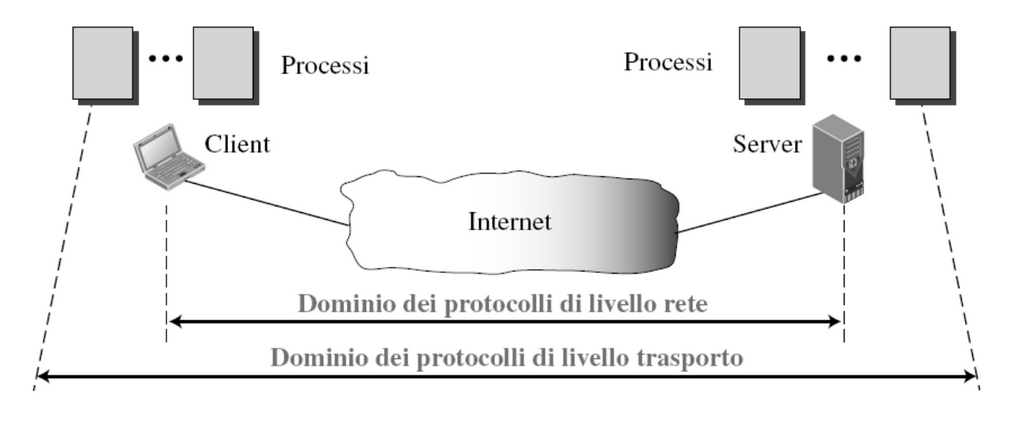 Processi
Processi
Client
Server
Internet
Dominio dei protocolli di livello rete
Dominio dei protocolli di livello trasporto